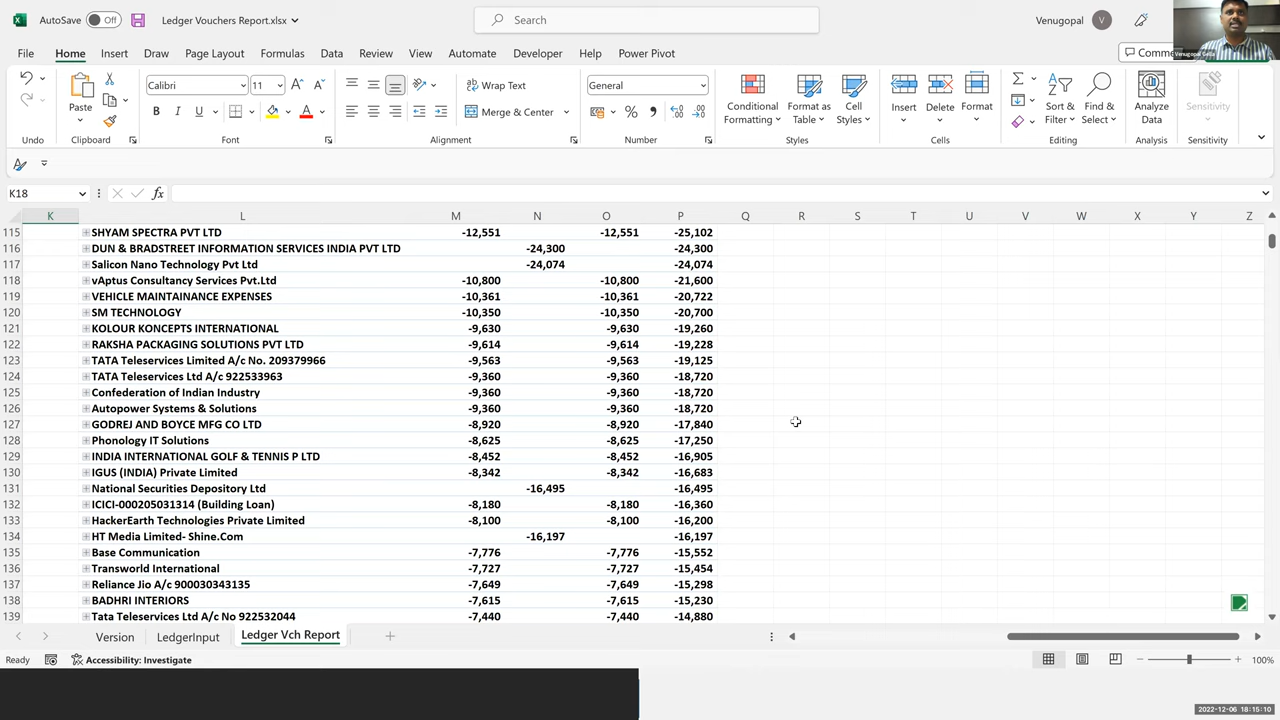 AutoSave Off Ledger Vouchers Report.xlsx Search Venugopal V
File Home Insert Draw Page Layout Formulas Data Review View Automate Developer Help Power Pivot
Venugopal
Calibri 11 Wrap Text General
Paste Merge & Center Conditional Formatting Format as Table Cell Styles Insert Delete Format Sort & Filter Find & Select Analyze Data Sensitivity
Undo Clipboard Font Alignment Number Styles Cells Editing Analysis Sensitivity
K18 fx
K L M N O P Q R S T U V W X Y Z
115 SHYAM SPECTRA PVT LTD -12,551 -12,551 -25,102
116 DUN & BRADSTREET INFORMATION SERVICES INDIA PVT LTD -24,300 -24,300
117 Salicon Nano Technology Pvt Ltd -24,074 -24,074
118 vAptus Consultancy Services Pvt.Ltd -10,800 -10,800 -21,600
119 VEHICLE MAINTAINANCE EXPENSES -10,361 -10,361 -20,722
120 SM TECHNOLOGY -10,350 -10,350 -20,700
121 KOLOUR KONCEPTS INTERNATIONAL -9,630 -9,630 -19,260
122 RAKSHA PACKAGING SOLUTIONS PVT LTD -9,614 -9,614 -19,228
123 TATA Teleservices Limited A/c No. 209379966 -9,563 -9,563 -19,125
124 TATA Teleservices Ltd A/c 922533963 -9,360 -9,360 -18,720
125 Confederation of Indian Industry -9,360 -9,360 -18,720
126 Autopower Systems & Solutions -9,360 -9,360 -18,720
127 GODREJ AND BOYCE MFG CO LTD -8,920 -8,920 -17,840
128 Phonology IT Solutions -8,625 -8,625 -17,250
129 INDIA INTERNATIONAL GOLF & TENNIS P LTD -8,452 -8,452 -16,905
130 IGUS (INDIA) Private Limited -8,342 -8,342 -16,683
131 National Securities Depository Ltd -16,495 -16,495
132 ICICI-000205031314 (Building Loan) -8,180 -8,180 -16,360
133 HackerEarth Technologies Private Limited -8,100 -8,100 -16,200
134 HT Media Limited- Shine.Com -16,197 -16,197
135 Base Communication -7,776 -7,776 -15,552
136 Transworld International -7,727 -7,727 -15,454
137 Reliance Jio A/c 900030343135 -7,649 -7,649 -15,298
138 BADHRI INTERIORS -7,615 -7,615 -15,230
139 Tata Teleservices Ltd A/c No 922532044 -7,440 -7,440 -14,880
Version LedgerInput Ledger Vch Report
Ready Accessibility: Investigate 100%
2022-12-06 18:15:10